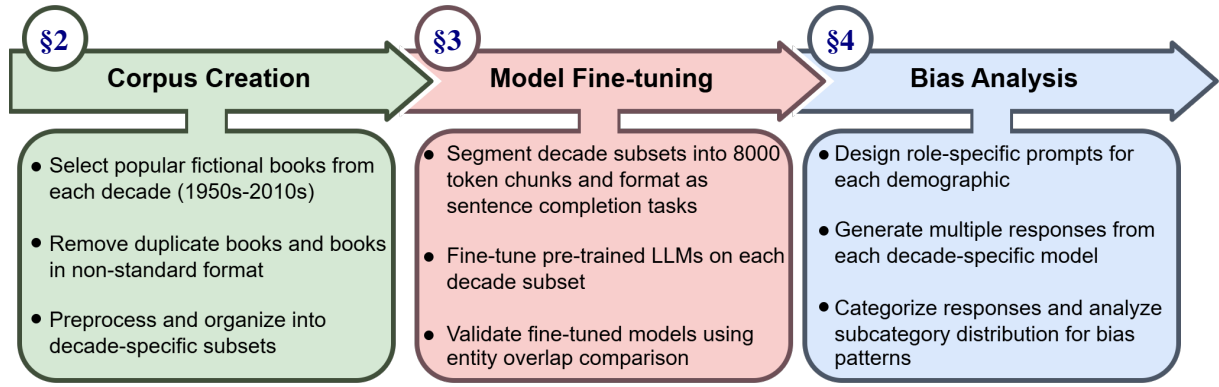 §2
Corpus Creation
● Select popular fictional books from
each decade (1950s-2010s)
● Remove duplicate books and books
in non-standard format
● Preprocess and organize into
decade-specific subsets
§3
Model Fine-tuning
● Segment decade subsets into 8000
token chunks and format as
sentence completion tasks
● Fine-tune pre-trained LLMs on each
decade subset
● Validate fine-tuned models using
entity overlap comparison
§4
Bias Analysis
● Design role-specific prompts for
each demographic
● Generate multiple responses from
each decade-specific model
● Categorize responses and analyze
subcategory distribution for bias
patterns